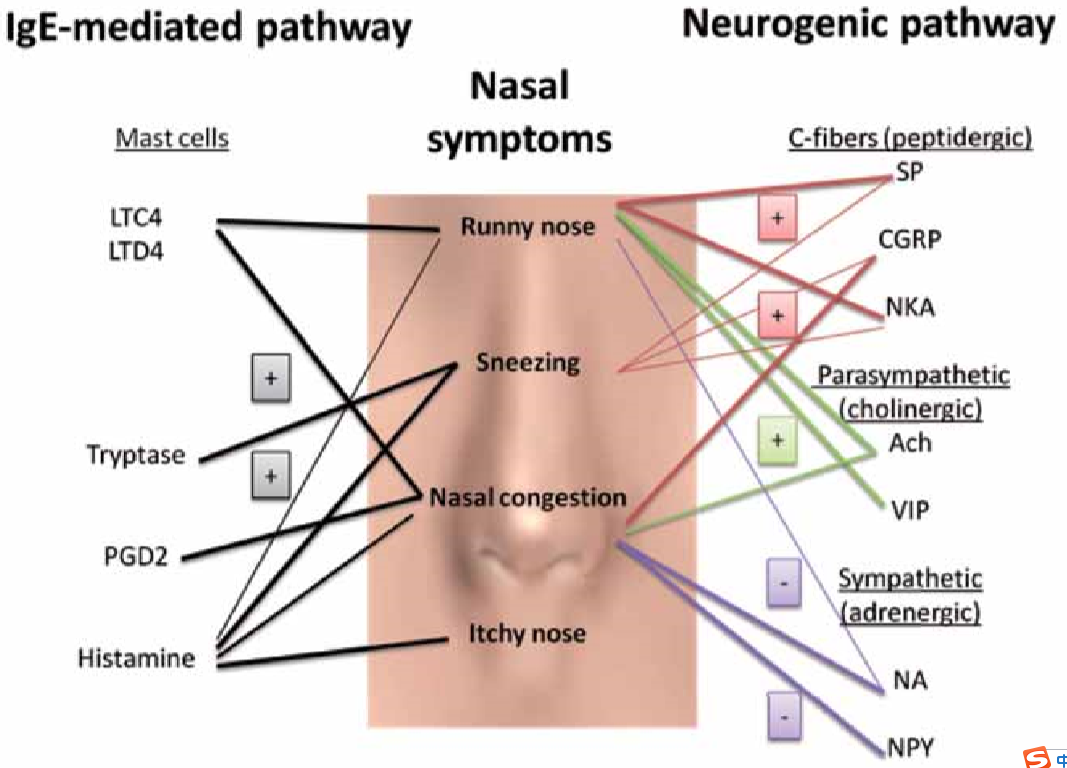 IgE-mediated pathway
Neurogenic pathway
Nasal
symptoms
Mast cells
LTC4
LTD4
+
Tryptase
+
PGD2
Histamine
Runny nose
Sneezing
Nasal congestion
Itchy nose
C-fibers (peptidergic)
SP
+
CGRP
NKA
+
Parasympathetic
(cholinergic)
Ach
+
VIP
Sympathetic
(adrenergic)
-
NA
-
NPY
S 中